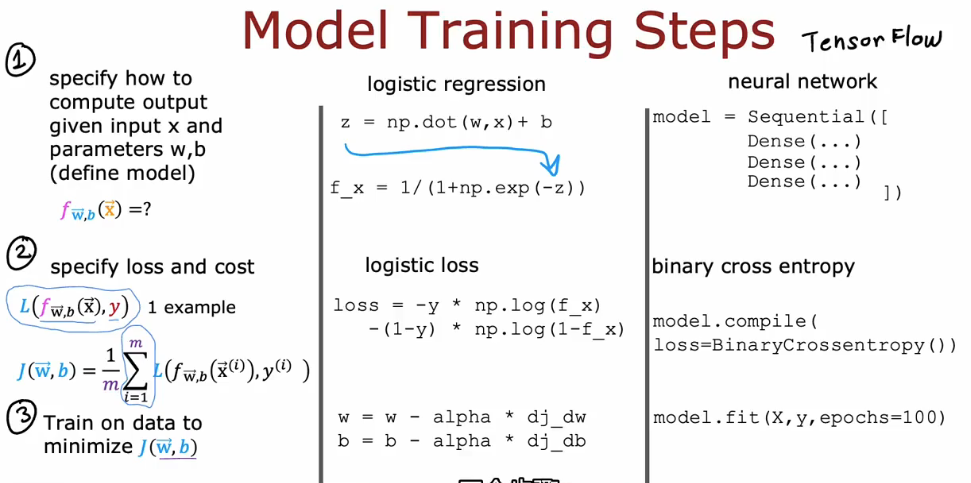 Model Training Steps
TensorFlow
①
specify how to
compute output
given input x and
parameters w,b
(define model)
f_{\vec{w},b}(\vec{x}) =?
logistic regression
z = np.dot(w,x)+ b
f_x = 1/(1+np.exp(-z))
neural network
model = Sequential([
Dense(...)
Dense(...)
Dense(...)
])
②
specify loss and cost
L(f_{\vec{w},b}(\vec{x}), y) 1 example
J(\vec{w}, b) = \frac{1}{m} \sum_{i=1}^{m} L(f_{\vec{w},b}(\vec{x}^{(i)}), y^{(i)} )
logistic loss
loss = -y * np.log(f_x)
-(1-y) * np.log(1-f_x)
binary cross entropy
model.compile(
loss=BinaryCrossentropy())
③
Train on data to
minimize J(\vec{w}, b)
w = w - alpha * dj_dw
b = b - alpha * dj_db
model.fit(X,y,epochs=100)